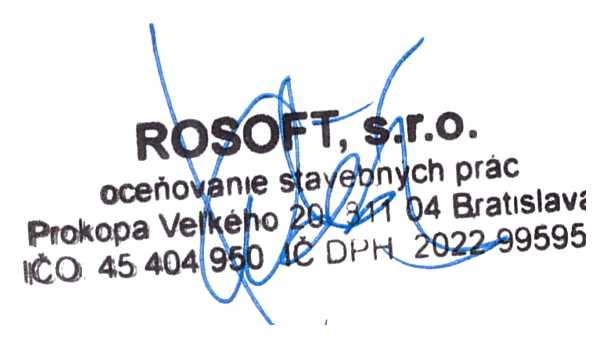 ROSOFT, s.r.o.
oceňovanie stavebných prác
Prokopa Veľkého 20, 811 04 Bratislava
IČO 45 404 950 IČ DPH 2022 99595